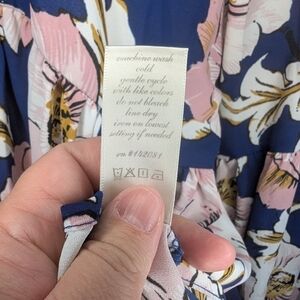 machine wash
cold
gentle cycle
with like colors
do not bleach
line dry
iron on lowest
setting if needed
rn #142081